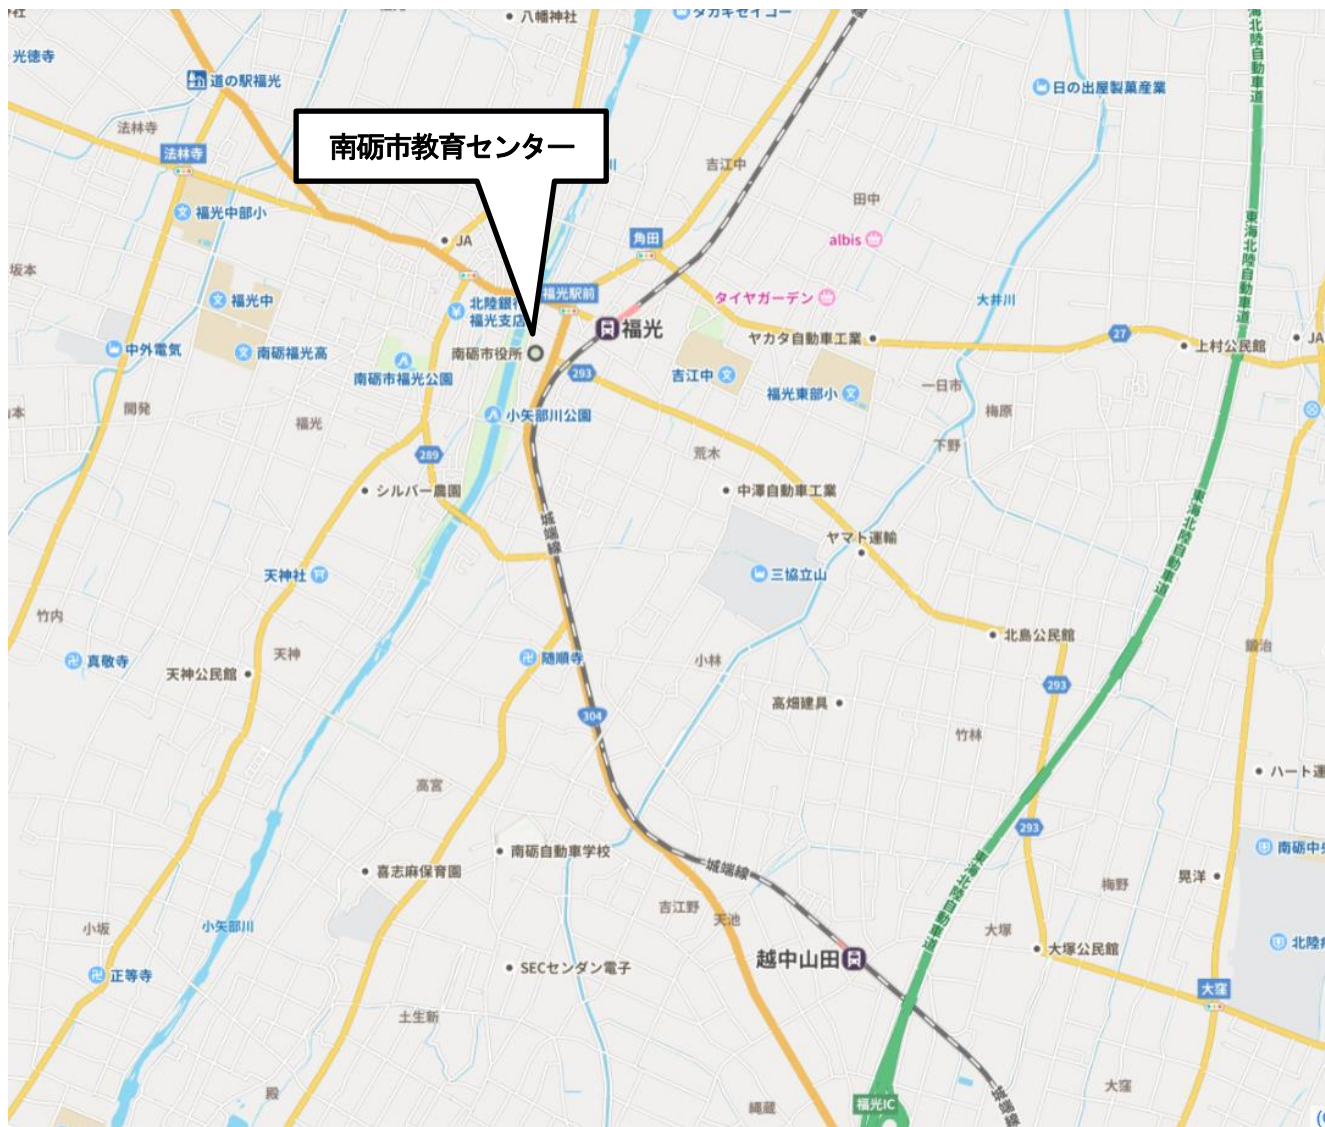 八幡神社
タカキセイコー
光徳寺
道の駅福光
日の出屋製菓産業
東海北陸自動車道
法林寺
法林寺
南砺市教育センター
吉江中
田中
福光中部小
角田
albis
JA
坂本
福光中
北陸銀行
福光支店
福光駅前
タイヤガーデン
大井川
福光
ヤカタ自動車工業
27
上村公民館
JA
中外電気
南砺福光高
南砺市役所
南砺市福光公園
293
吉江中
福光東部小
一日市
梅原
開発
福光
小矢部川公園
289
荒木
下野
シルバー農園
中澤自動車工業
城端線
ヤマト運輸
東海北陸自動車道
天神社
三協立山
竹内
北島公民館
真敬寺
天神
天神公民館
随順寺
小林
鍛治
293
高畑建具
304
竹林
高宮
ハート運
293
南砺自動車学校
南砺中央
喜志麻保育園
城端線
東海北陸自動車道
梅野
晃洋
吉江野
天池
小坂
小矢部川
大塚
大塚公民館
北陸
正等寺
SECセンダン電子
越中山田
大窪
土生新
殿
縄蔵
福光IC
大窪
城端線